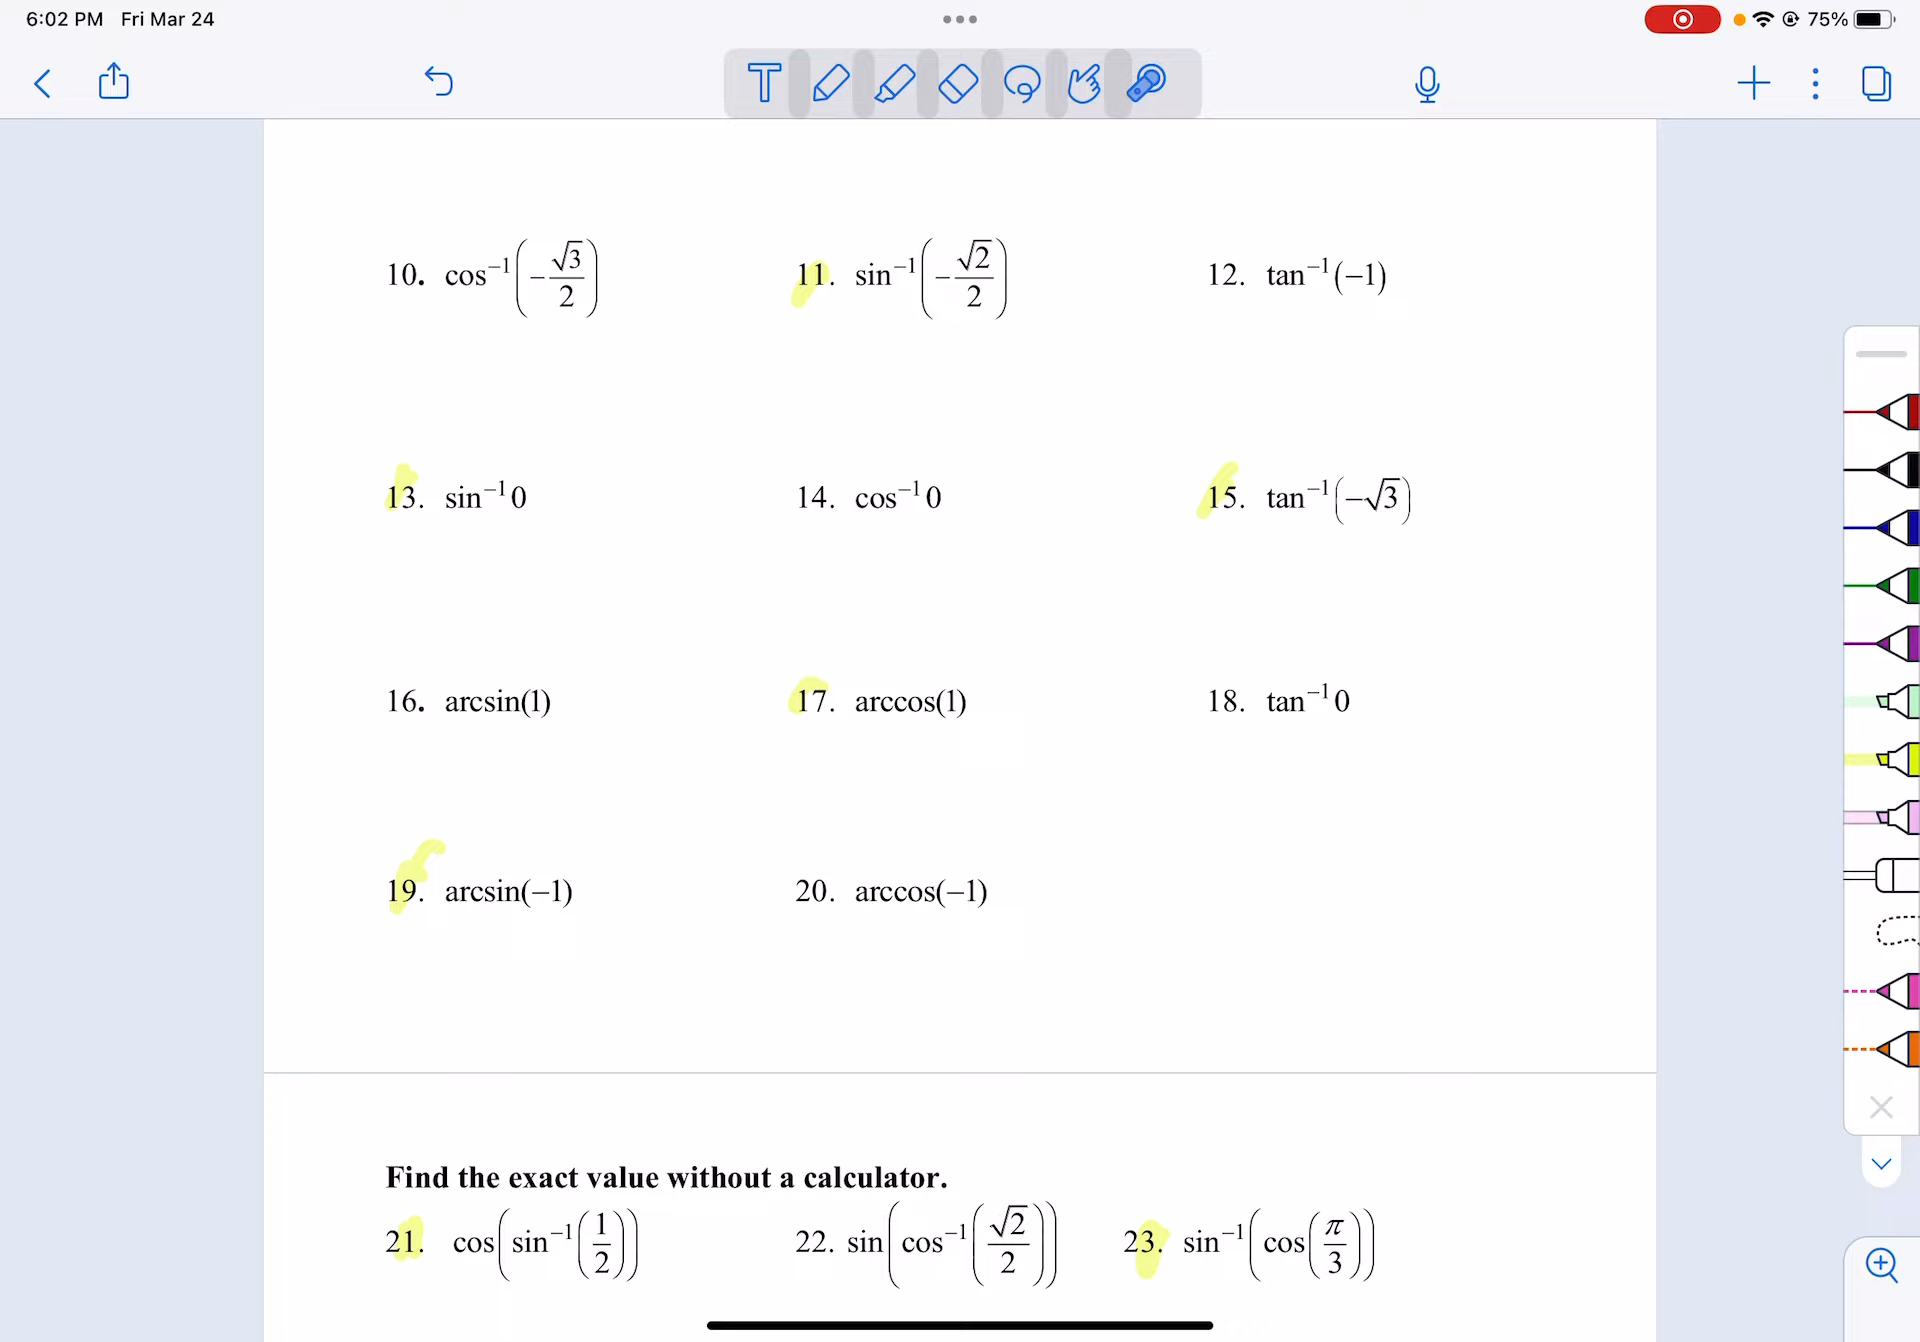 6:02 PM Fri Mar 24
75%
10. cos⁻¹(-√3/2) 11. sin⁻¹(-√2/2) 12. tan⁻¹(−1)
13. sin⁻¹0 14. cos⁻¹0 15. tan⁻¹(−√3)
16. arcsin(1) 17. arccos(1) 18. tan⁻¹0
19. arcsin(−1) 20. arccos(−1)
Find the exact value without a calculator.
21. cos(sin⁻¹(1/2)) 22. sin(cos⁻¹(√2/2)) 23. sin⁻¹(cos(π/3))